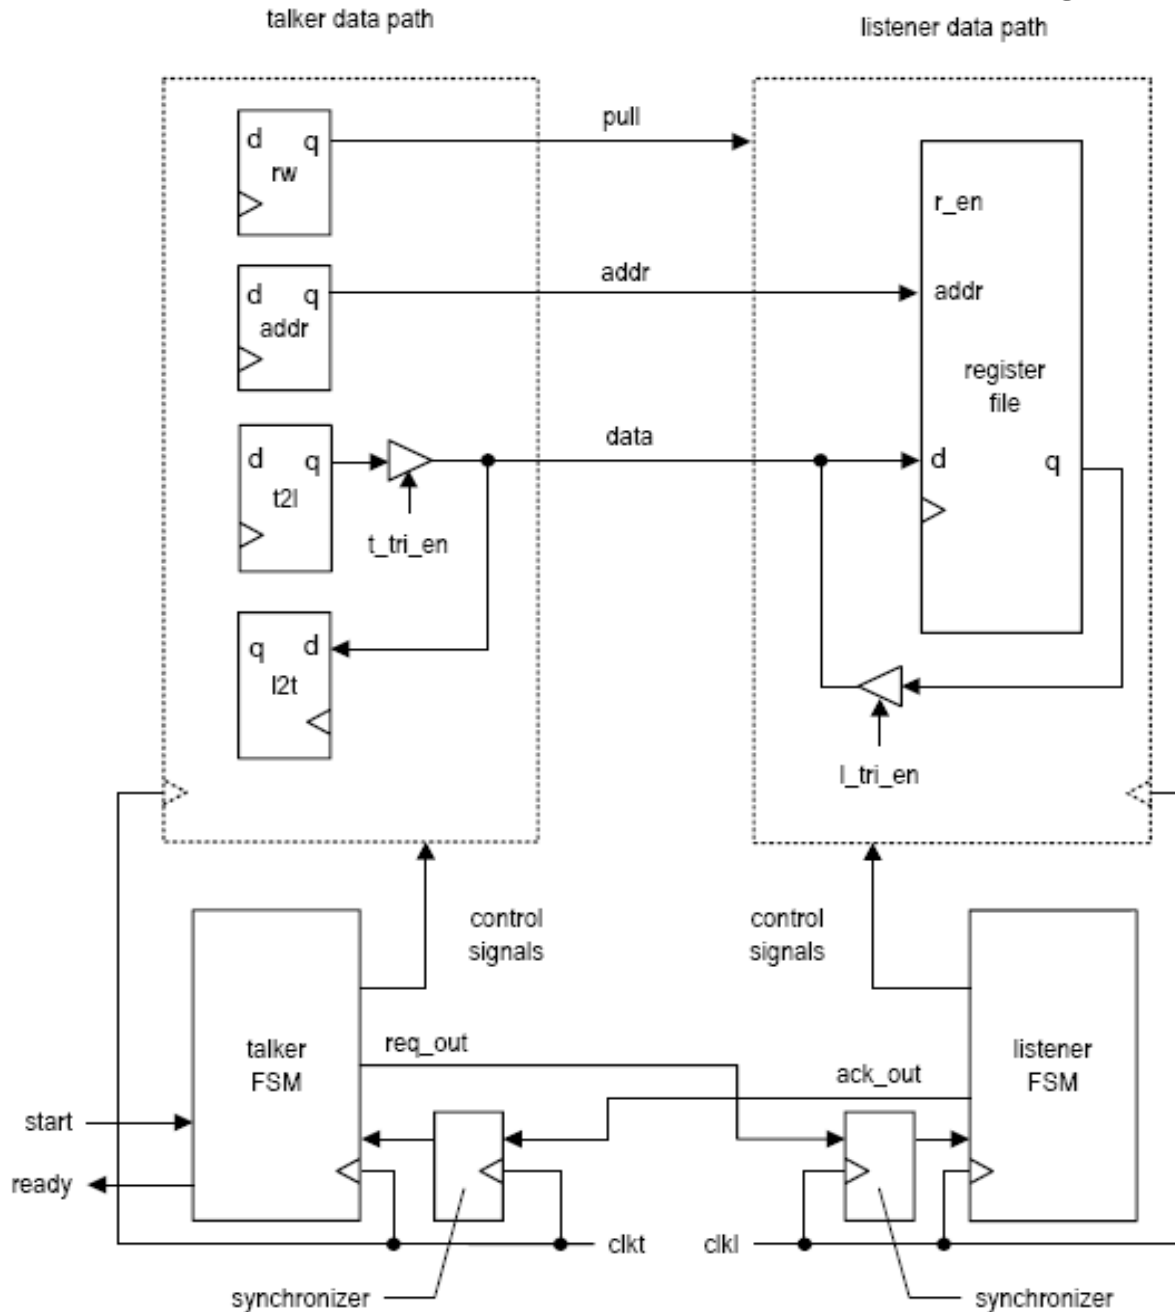 talker data path
listener data path
d q
rw
pull
r_en
d q
addr
addr
addr
register
file
d q
t2l
data
d q
t_tri_en
q d
l2t
l_tri_en
control
signals
control
signals
talker
FSM
req_out
ack_out
listener
FSM
start
ready
clkt
clkl
synchronizer
synchronizer